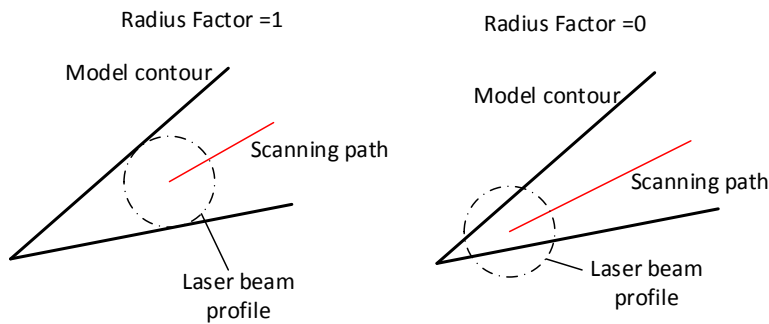 Radius Factor =1
Model contour
Scanning path
Laser beam
profile
Radius Factor =0
Model contour
Scanning path
Laser beam
profile